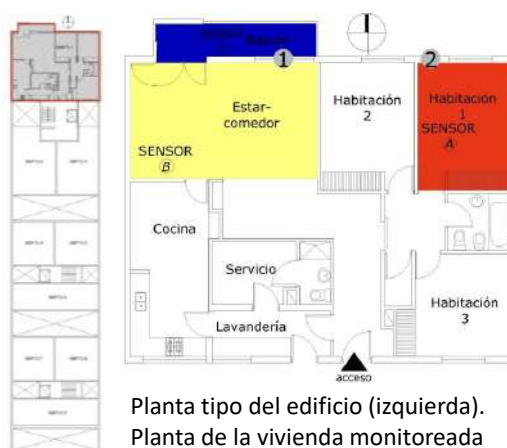 1
2
Estar-
comedor
Habitación
2
Habitación
1
SENSOR
A
SENSOR
B
Cocina
Servicio
Lavandería
Habitación
3
acceso
Planta tipo del edificio (izquierda).
Planta de la vivienda monitoreada